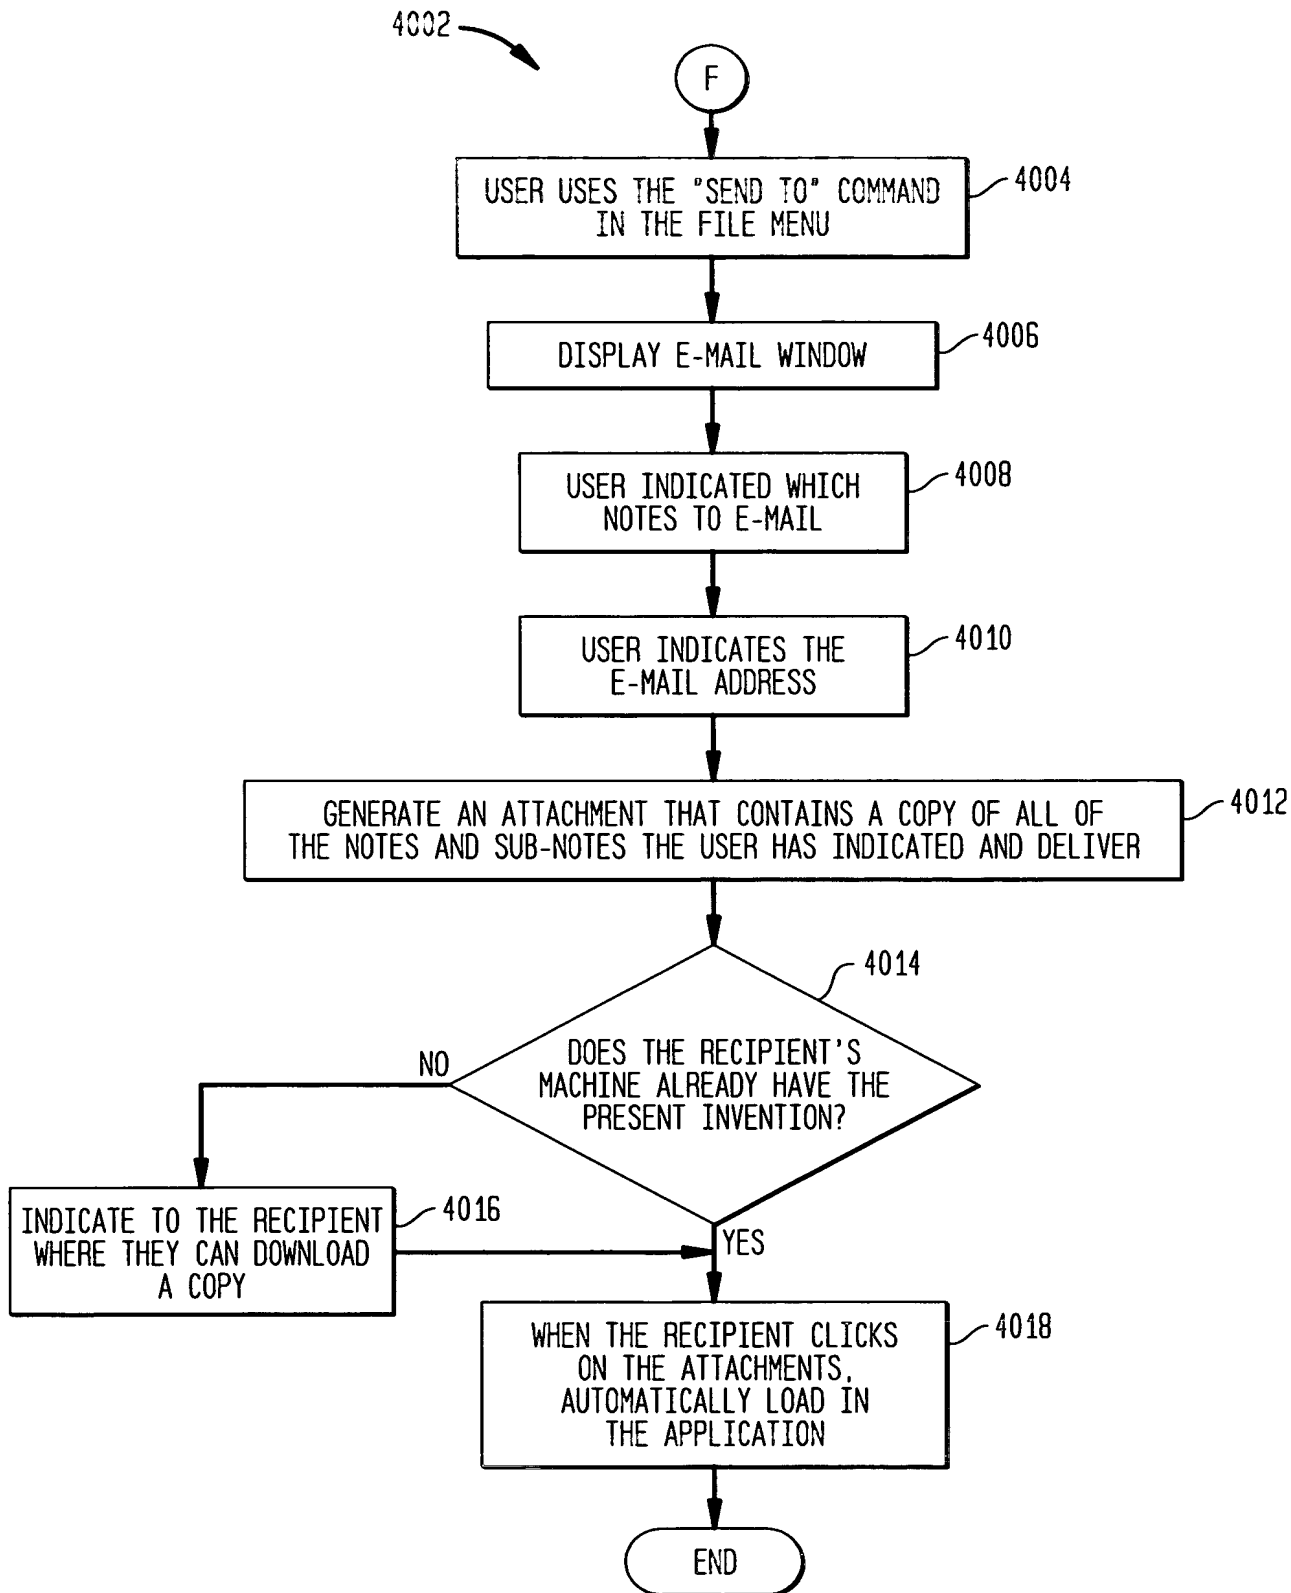 4002
F
USER USES THE "SEND TO" COMMAND
IN THE FILE MENU
4004
DISPLAY E-MAIL WINDOW
4006
USER INDICATED WHICH
NOTES TO E-MAIL
4008
USER INDICATES THE
E-MAIL ADDRESS
4010
GENERATE AN ATTACHMENT THAT CONTAINS A COPY OF ALL OF
THE NOTES AND SUB-NOTES THE USER HAS INDICATED AND DELIVER
4012
4014
DOES THE RECIPIENT'S
MACHINE ALREADY HAVE THE
PRESENT INVENTION?
NO
INDICATE TO THE RECIPIENT
WHERE THEY CAN DOWNLOAD
A COPY
4016
YES
WHEN THE RECIPIENT CLICKS
ON THE ATTACHMENTS,
AUTOMATICALLY LOAD IN
THE APPLICATION
4018
END